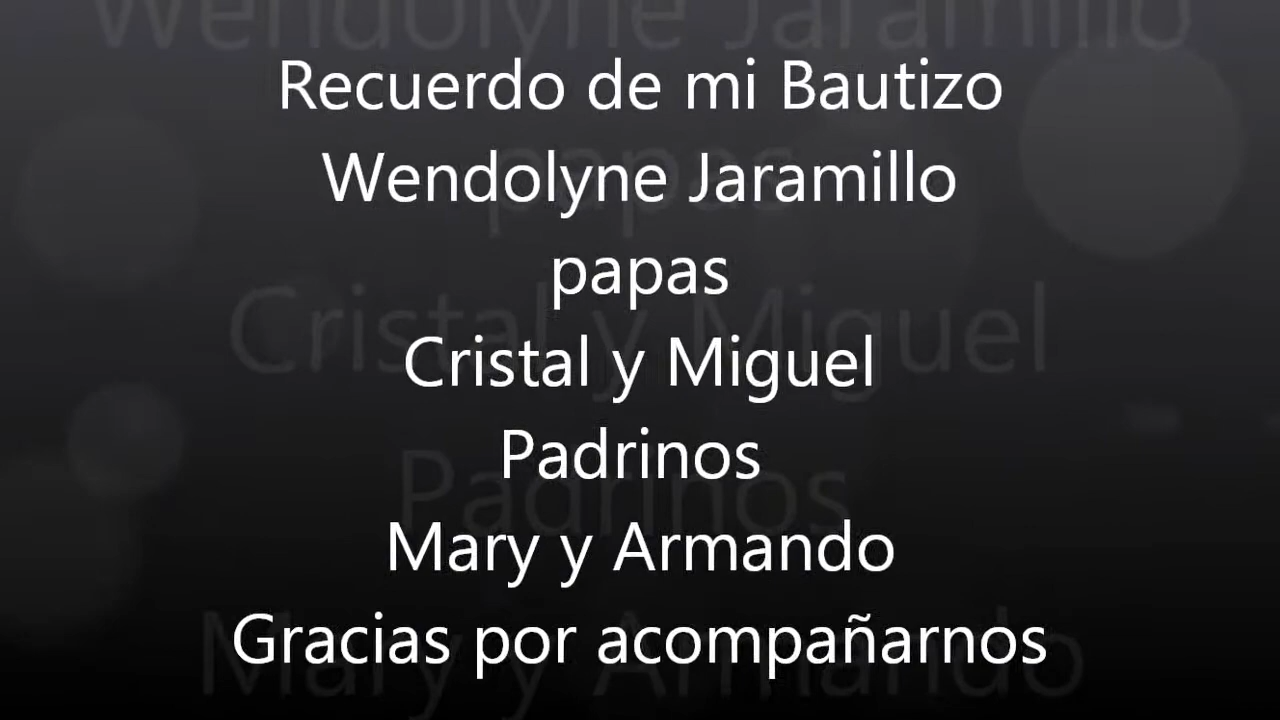 Recuerdo de mi Bautizo
Wendolyne Jaramillo
papas
Cristal y Miguel
Padrinos
Mary y Armando
Gracias por acompañarnos